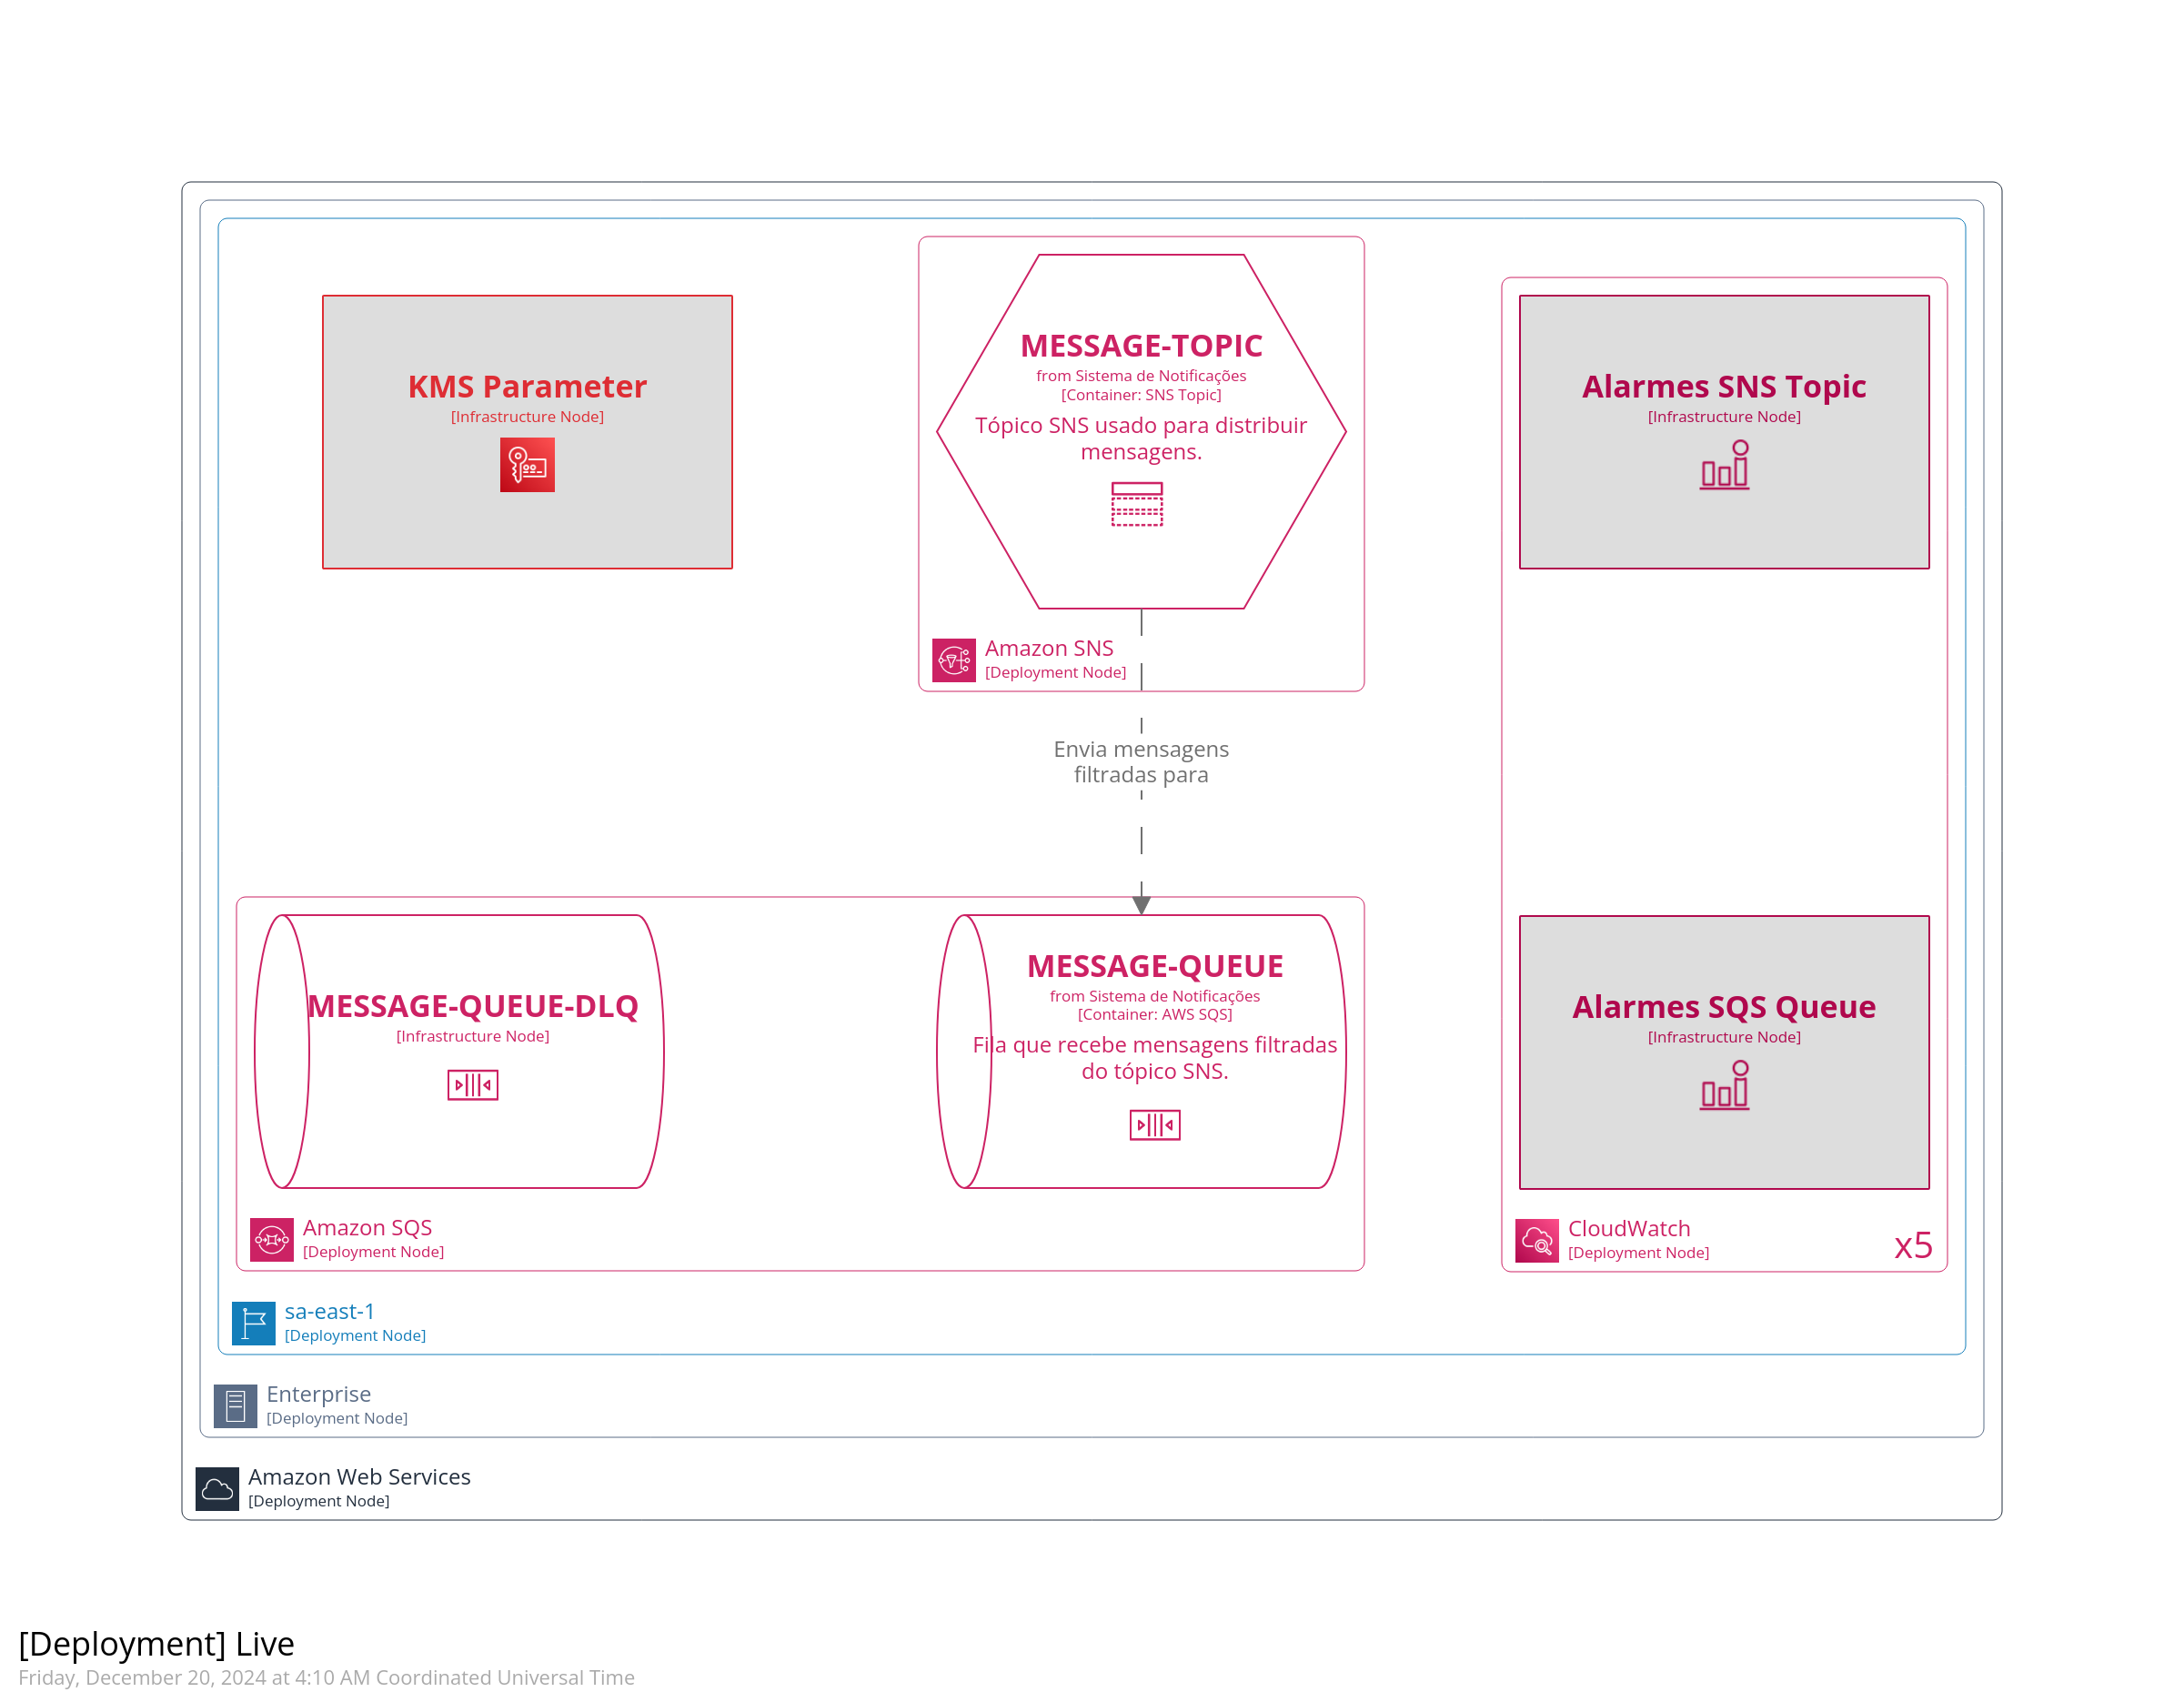 KMS Parameter
[Infrastructure Node]
MESSAGE-TOPIC
from Sistema de Notificações
[Container: SNS Topic]
Tópico SNS usado para distribuir
mensagens.
Amazon SNS
[Deployment Node]
Alarmes SNS Topic
[Infrastructure Node]
Envia mensagens
filtradas para
MESSAGE-QUEUE-DLQ
[Infrastructure Node]
MESSAGE-QUEUE
from Sistema de Notificações
[Container: AWS SQS]
Fila que recebe mensagens filtradas
do tópico SNS.
Amazon SQS
[Deployment Node]
Alarmes SQS Queue
[Infrastructure Node]
CloudWatch
[Deployment Node]
x5
sa-east-1
[Deployment Node]
Enterprise
[Deployment Node]
Amazon Web Services
[Deployment Node]
[Deployment] Live
Friday, December 20, 2024 at 4:10 AM Coordinated Universal Time